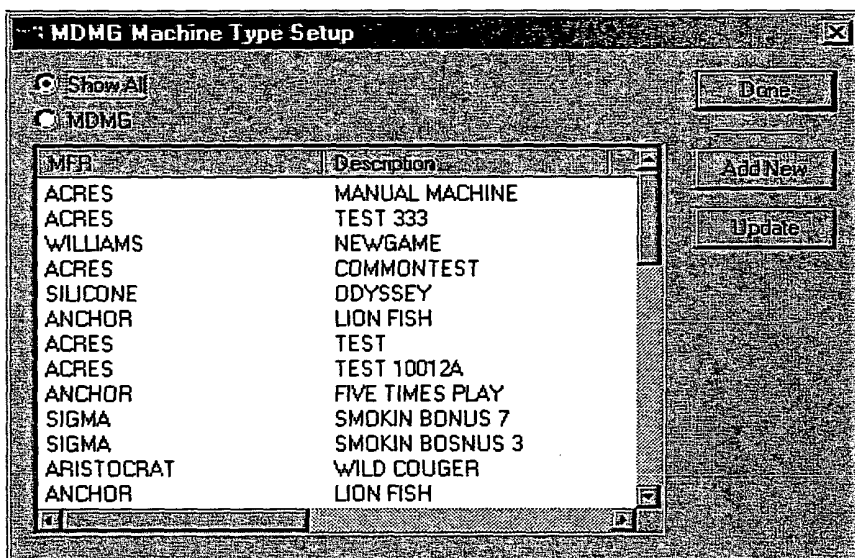 MDMG Machine Type Setup
Show All
MDMG
Done
Add New
Update
MFR Description
ACRES MANUAL MACHINE
ACRES TEST 333
WILLIAMS NEWGAME
ACRES COMMONTEST
SILICONE ODYSSEY
ANCHOR LION FISH
ACRES TEST
ACRES TEST 10012A
ANCHOR FIVE TIMES PLAY
SIGMA SMOKIN BONUS 7
SIGMA SMOKIN BOSNUS 3
ARISTOCRAT WILD COUGER
ANCHOR LION FISH